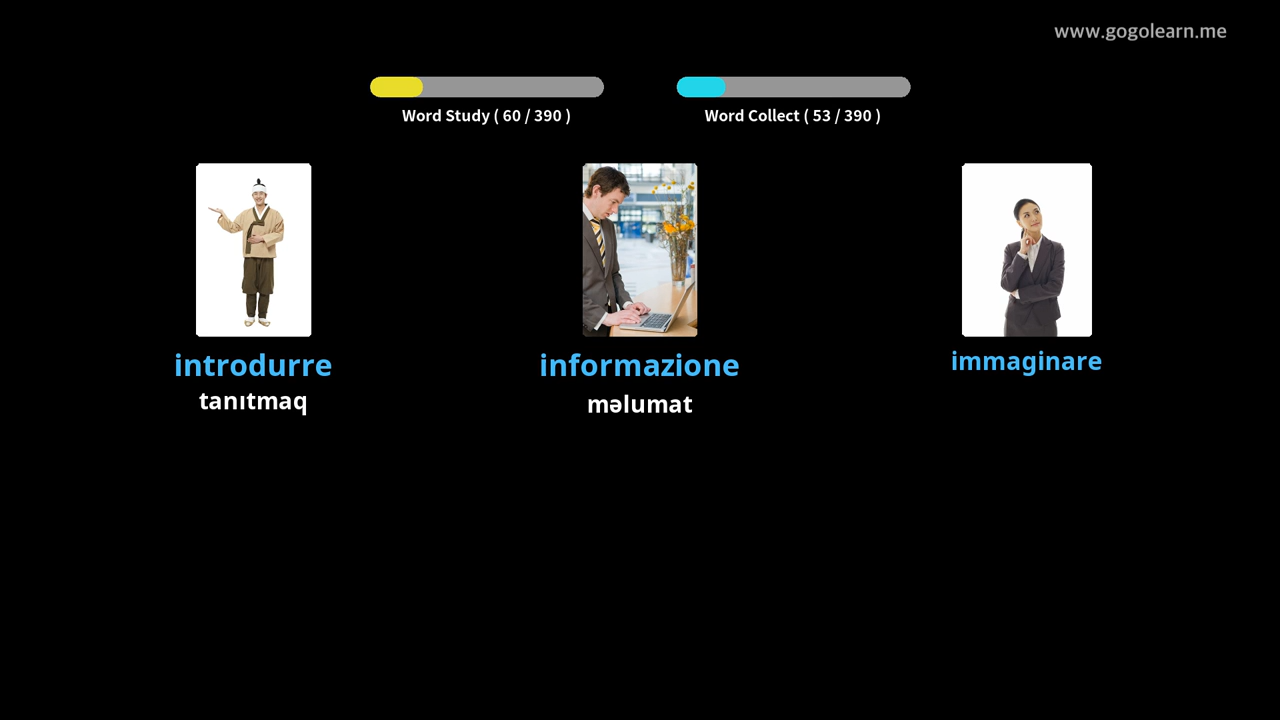 www.gogolearn.me
Word Study ( 60 / 390 )
Word Collect ( 53 / 390 )
introdurre
tanıtmaq
informazione
məlumat
immaginare